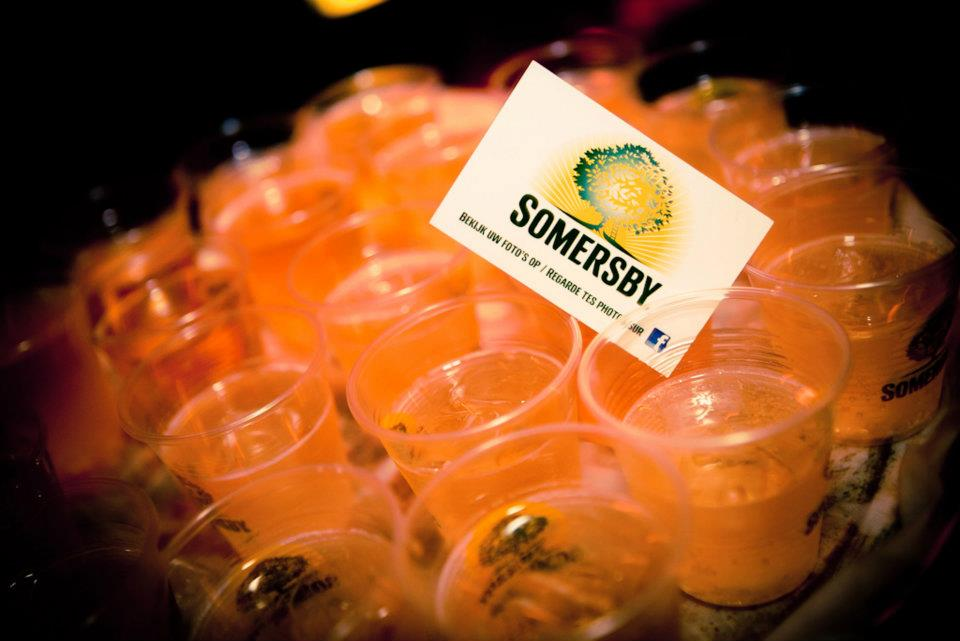 SOMERSBY
BEKIJK UW FOTO'S OP / REGARDE TES PHOTOS SUR f
SOMERSBY